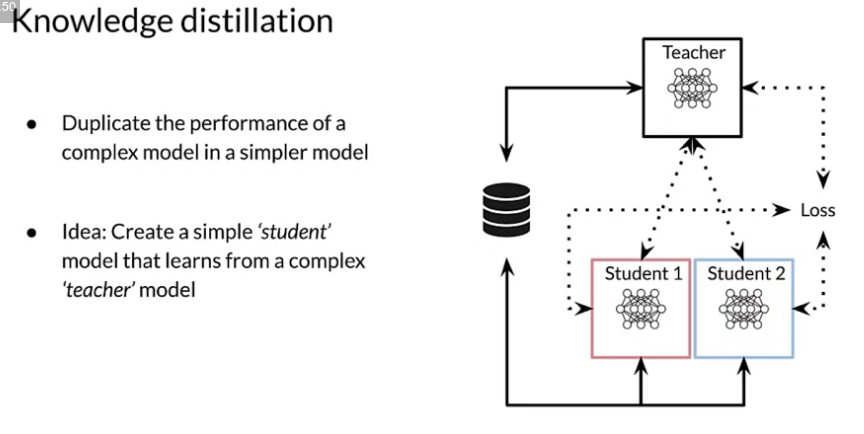 50
Knowledge distillation
● Duplicate the performance of a
complex model in a simpler model
● Idea: Create a simple ‘student’
model that learns from a complex
‘teacher’ model
Teacher
Loss
Student 1
Student 2